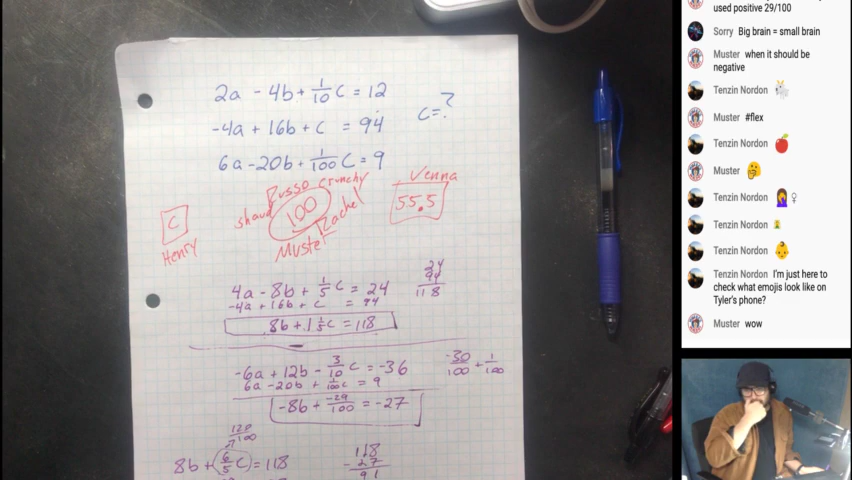 2a - 4b + 1/10 C = 12
-4a + 16b + C = 94
6a - 20b + 1/100 C = 9
C = ?
Russo crunchy
Venna
C
shaud
100
Rachel
55.5
Henry
Muster
4a - 8b + 1/5 C = 24
-4a + 16b + C = 94
8b + 1 1/5 C = 118
24
94
118
-6a + 12b - 3/10 C = -36
6a - 20b + 1/100 C = 9
-8b + -29/100 = -27
-30/100 + 1/100
120/100
8b + 6/5 C = 118
118
- 27
91
used positive 29/100
Sorry Big brain = small brain
Muster when it should be
negative
Tenzin Nordon
Muster #flex
Tenzin Nordon
Muster
Tenzin Nordon
Tenzin Nordon
Tenzin Nordon
Tenzin Nordon I'm just here to
check what emojis look like on
Tyler's phone?
Muster wow